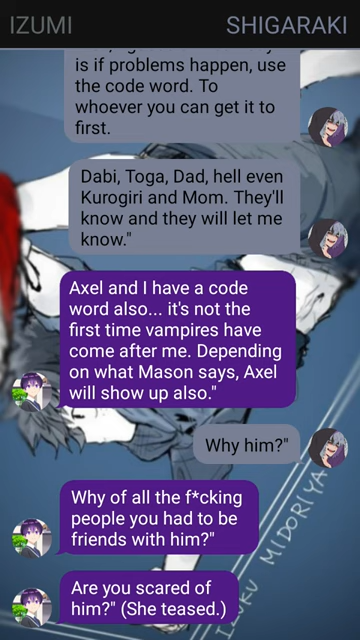 IZUMI
SHIGARAKI
is if problems happen, use
the code word. To
whoever you can get it to
first.
Dabi, Toga, Dad, hell even
Kurogiri and Mom. They'll
know and they will let me
know."
Axel and I have a code
word also... it's not the
first time vampires have
come after me. Depending
on what Mason says, Axel
will show up also."
Why him?"
Why of all the f*cking
people you had to be
friends with him?"
Are you scared of
him?" (She teased.)
MIDORIYA